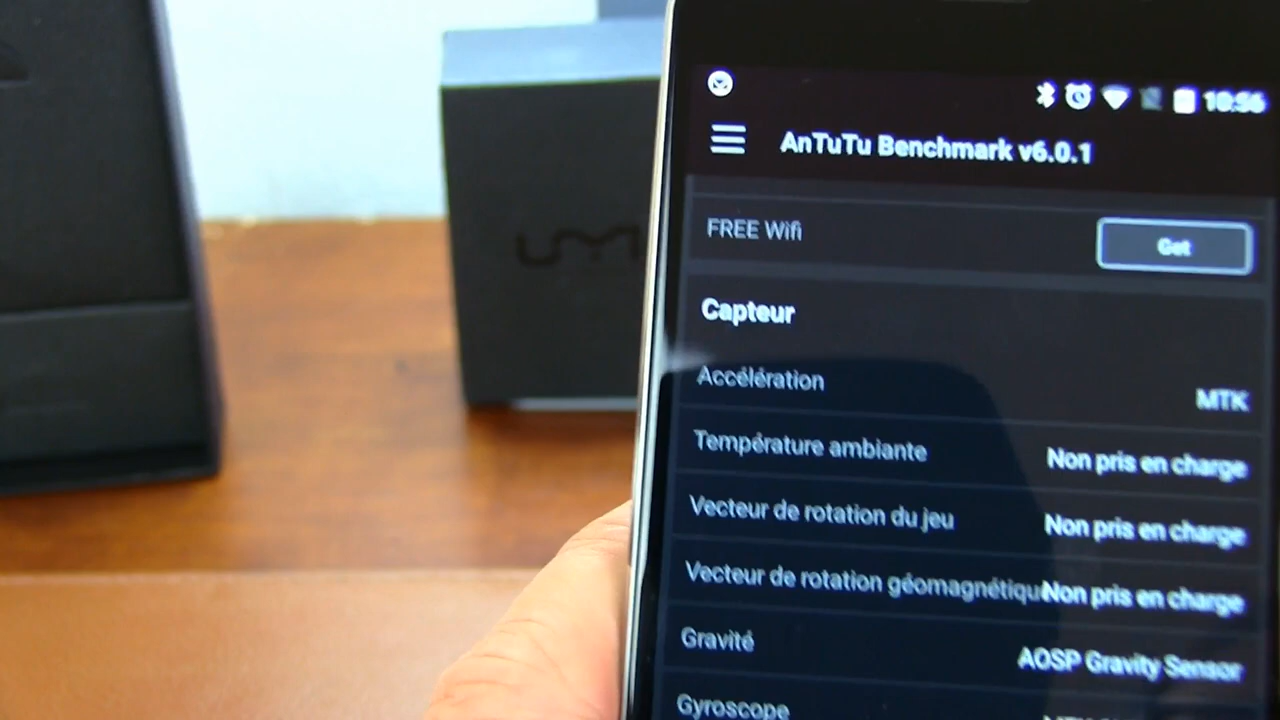 10:56
AnTuTu Benchmark v6.0.1
FREE Wifi
Get
UMI
Capteur
Accélération
MTK
Température ambiante
Non pris en charge
Vecteur de rotation du jeu
Non pris en charge
Vecteur de rotation géomagnétiqu
Non pris en charge
Gravité
AOSP Gravity Sensor
Gyroscope